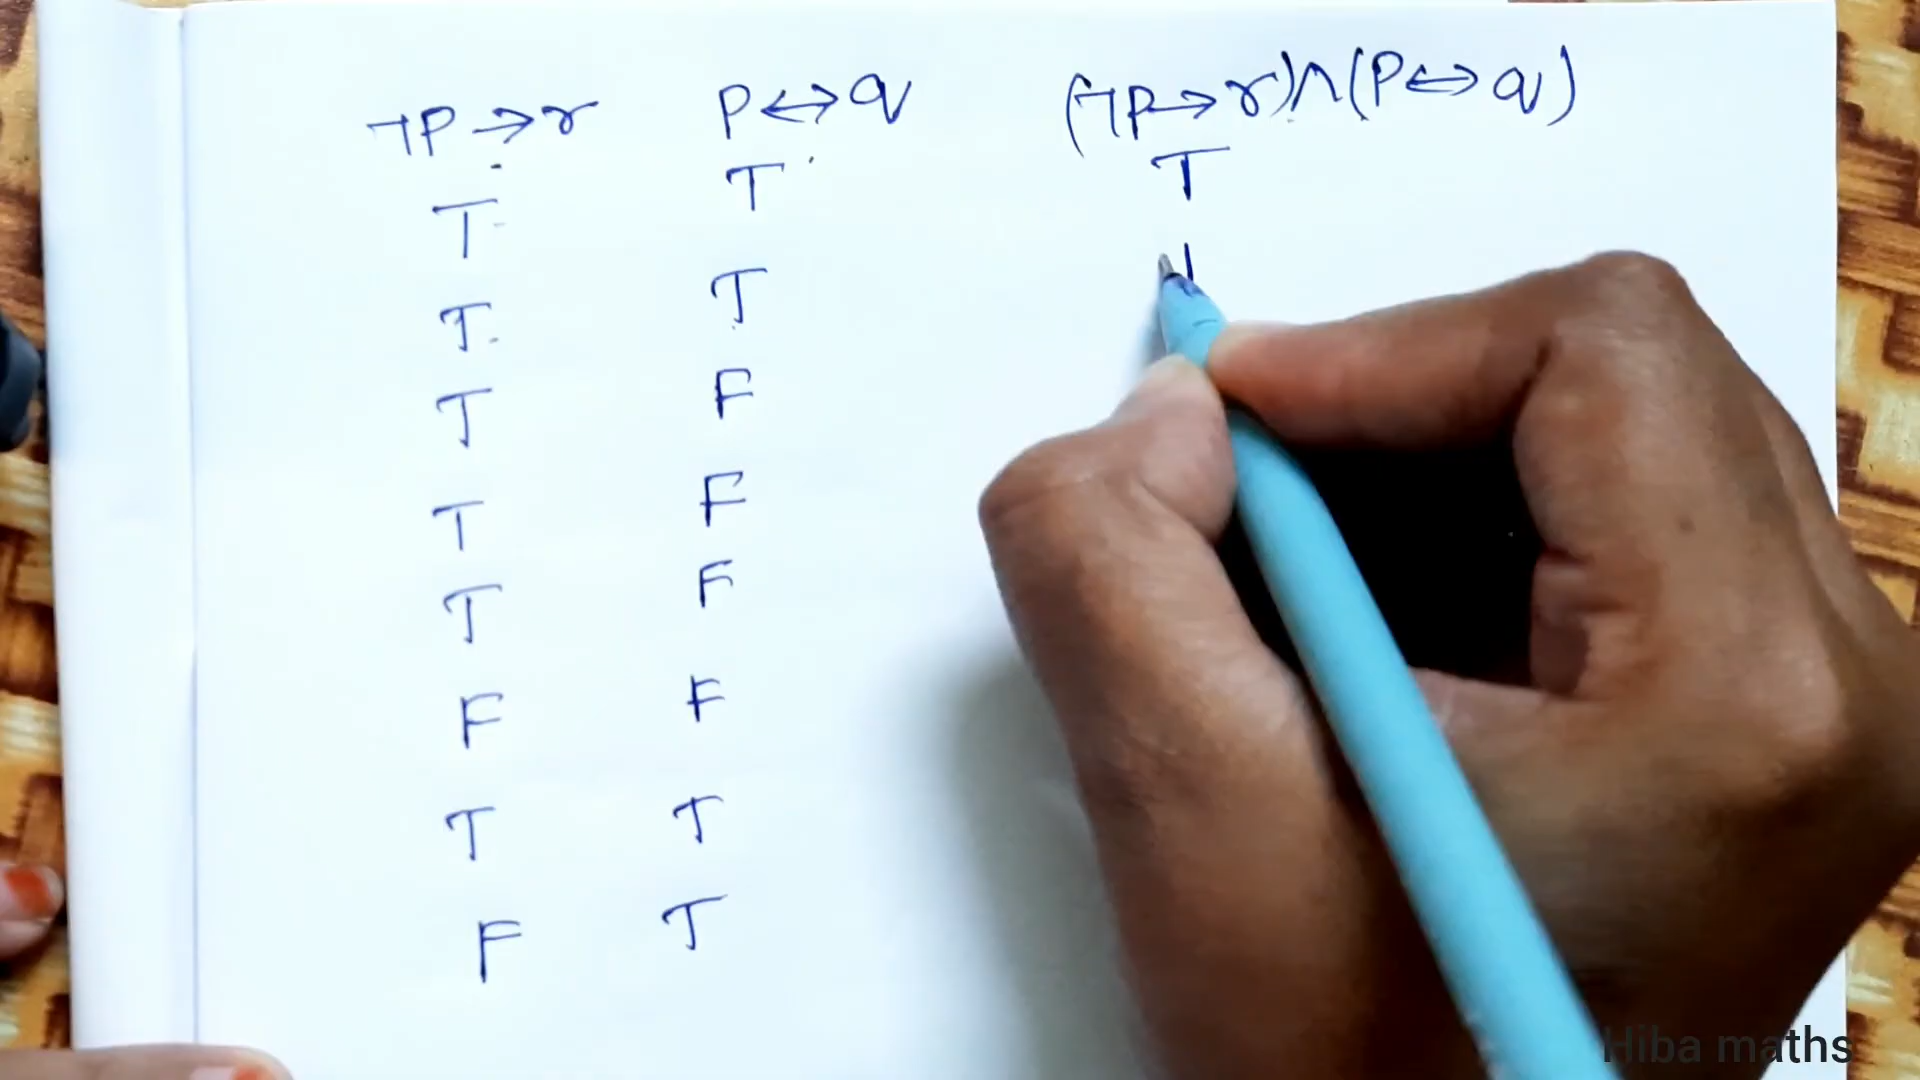 ¬P → r P ↔ q (¬P → r) ∧ (P ↔ q)
T T T
T T
T F
T F
T F
F F
T T
F T
Hiba maths